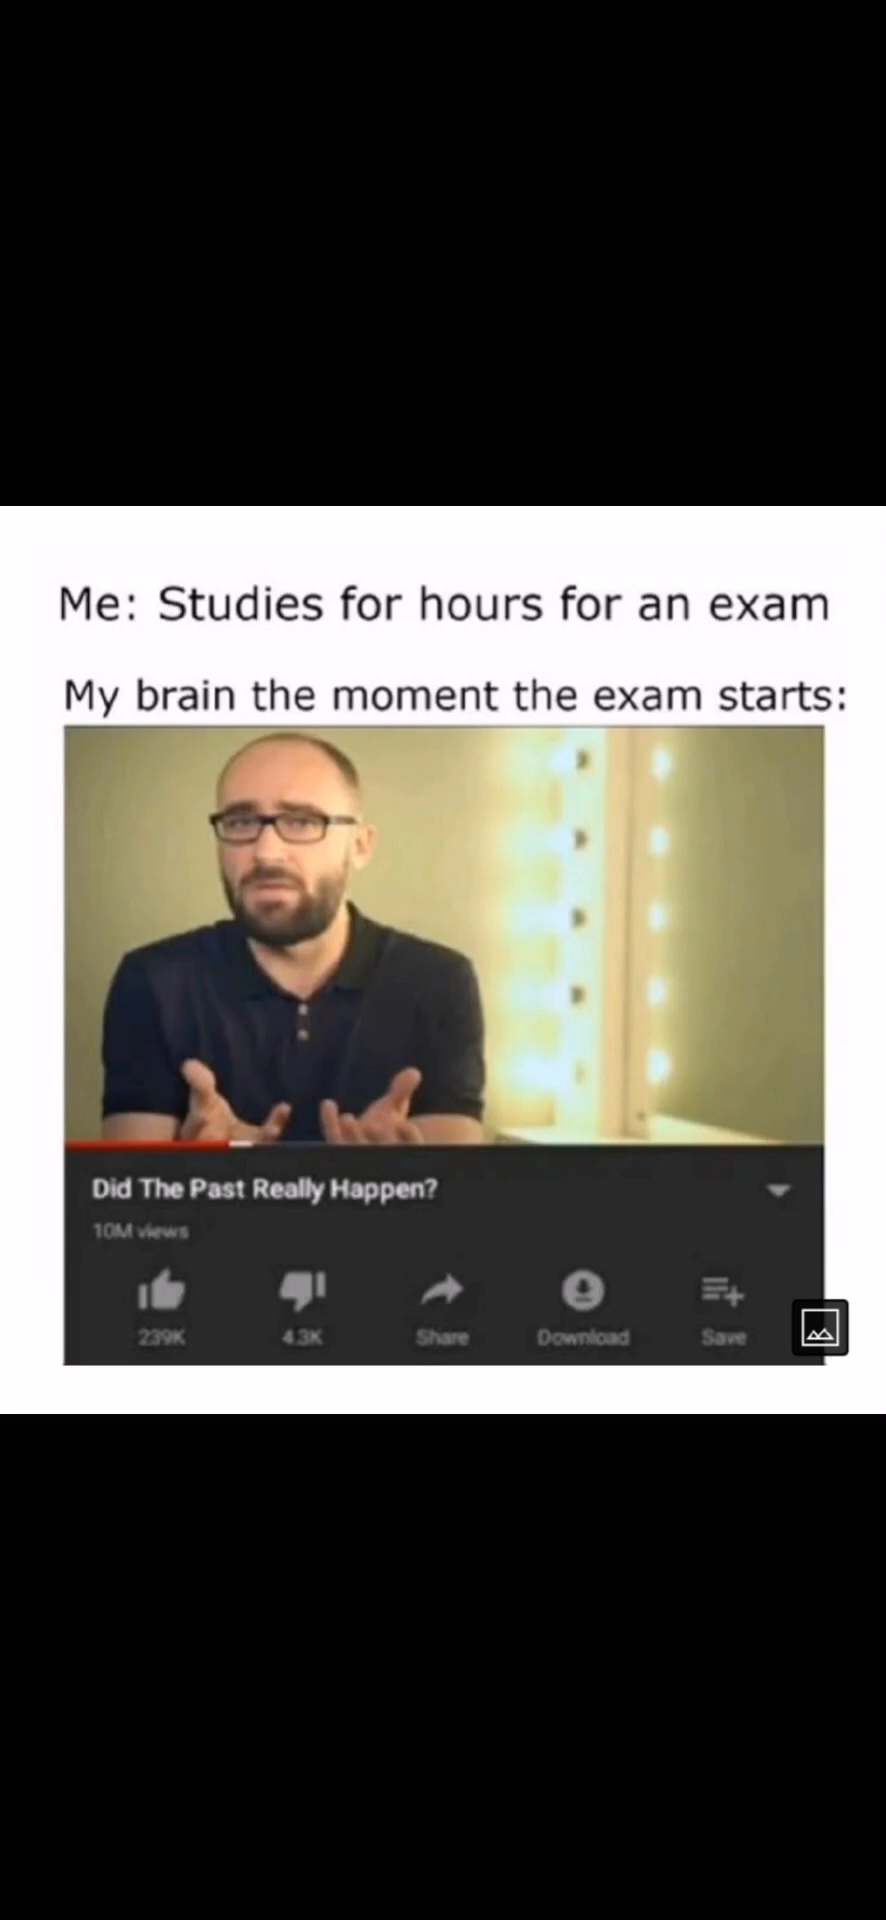 Me: Studies for hours for an exam
My brain the moment the exam starts:
Did The Past Really Happen?
10M views
239K 4.3K Share Download Save